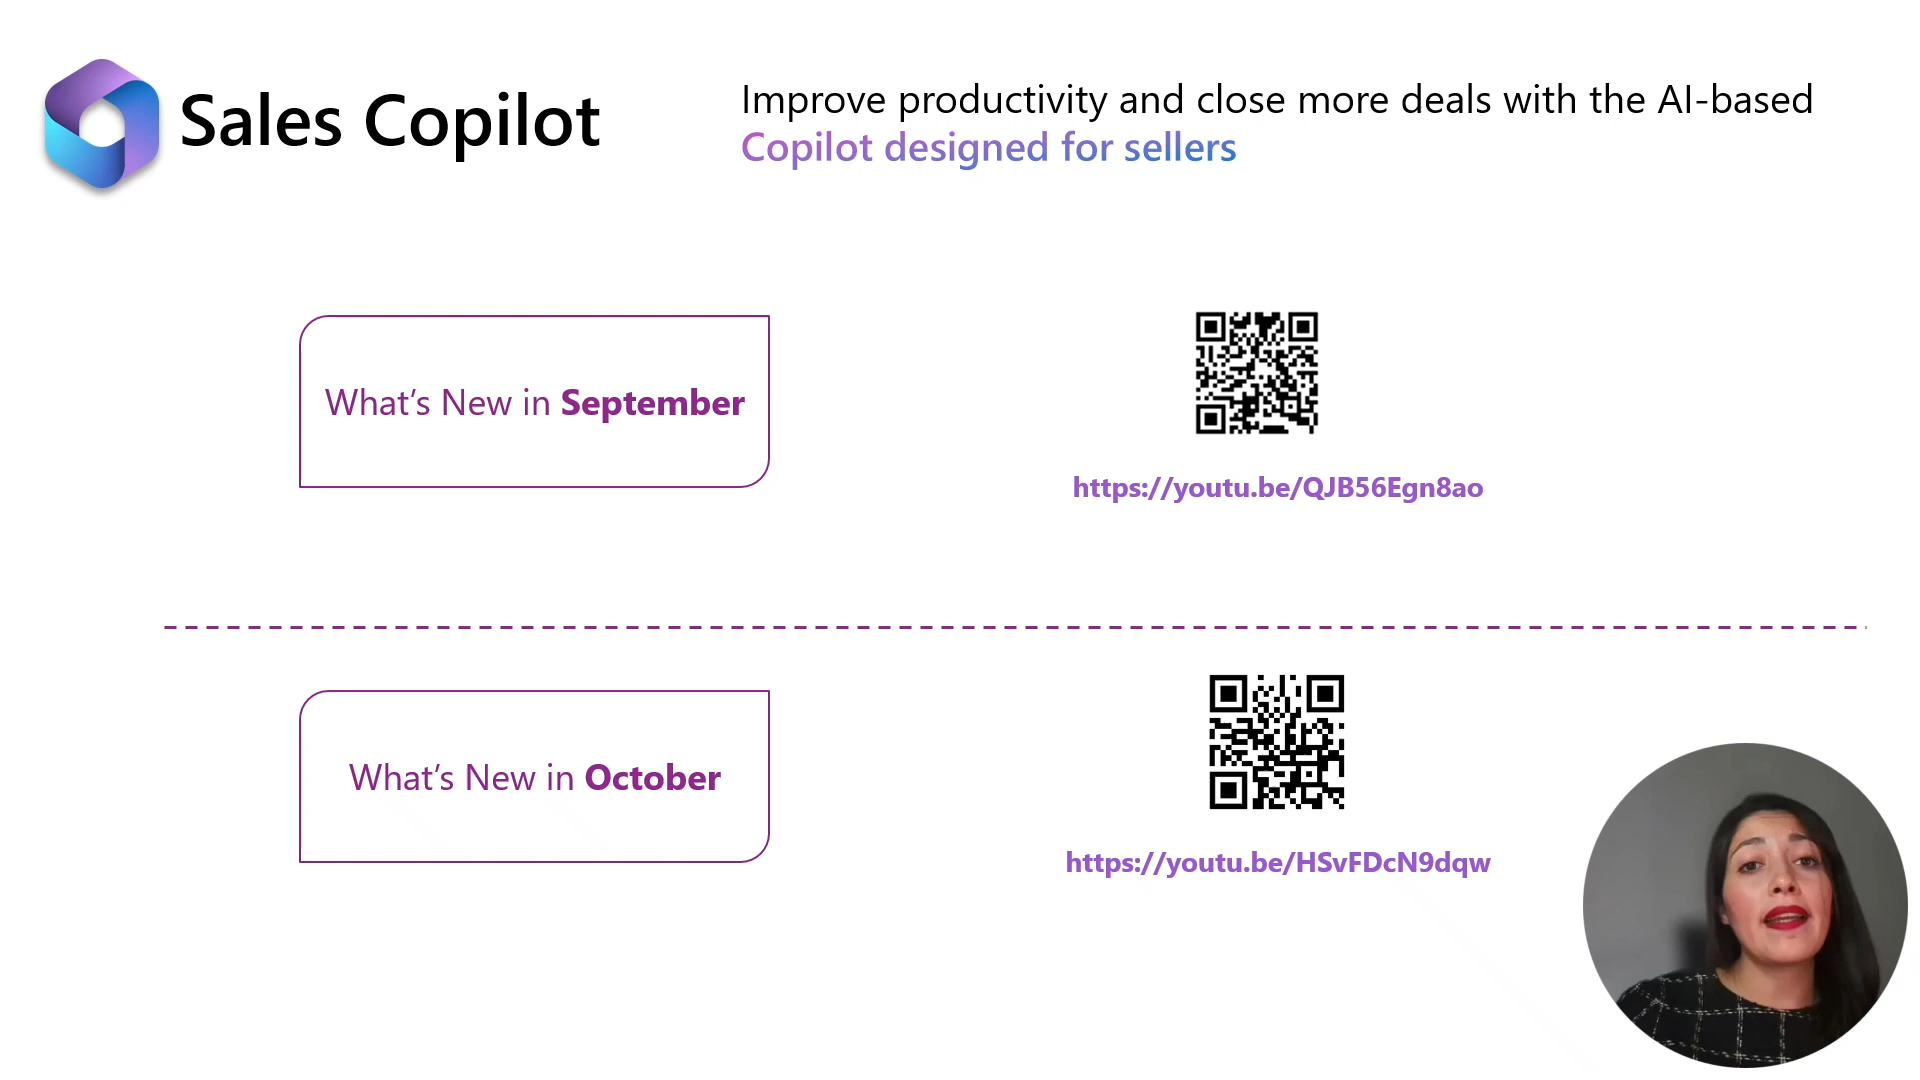 Sales Copilot
Improve productivity and close more deals with the AI-based
Copilot designed for sellers
What’s New in September
https://youtu.be/QJB56Egn8ao
What’s New in October
https://youtu.be/HSvFDcN9dqw